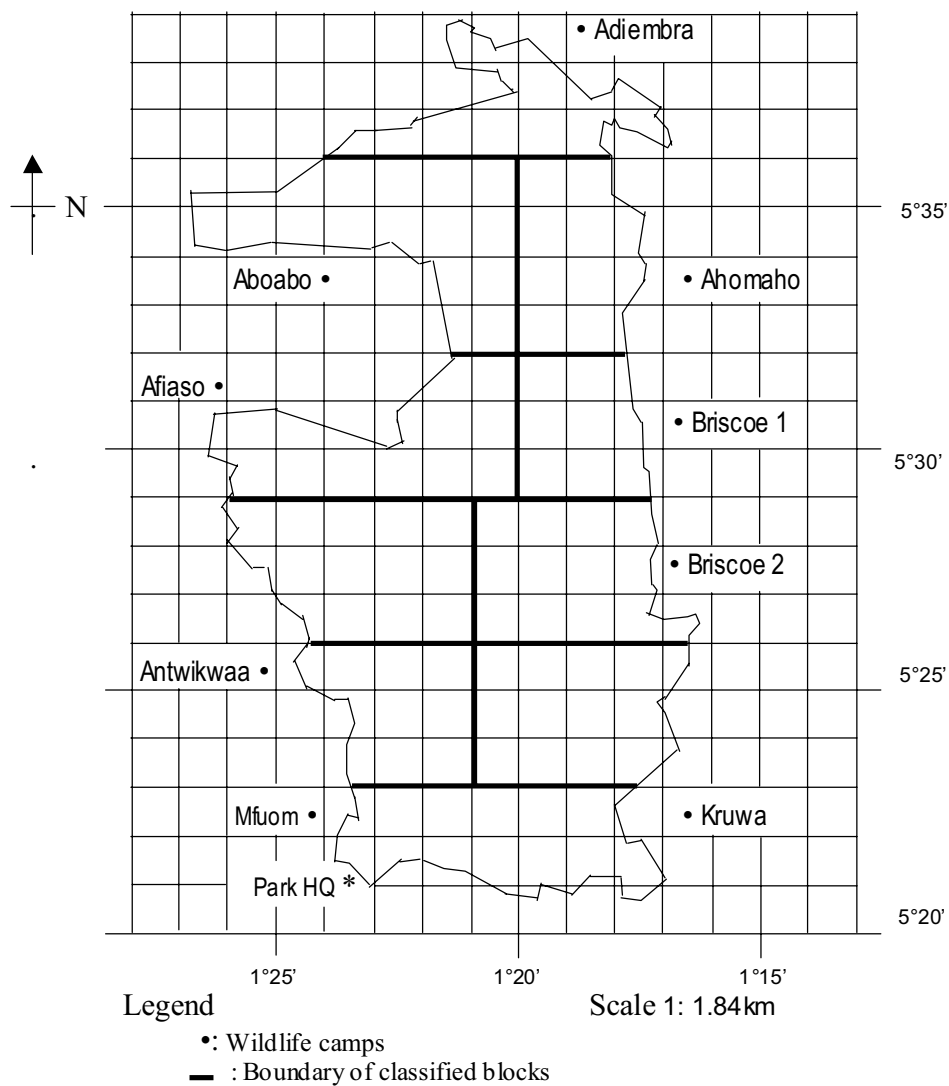 • Adiembra
N
5°35’
Aboabo •
• Ahomaho
Afiaso •
• Briscoe 1
5°30’
• Briscoe 2
Antwikwaa •
5°25’
Mfuom •
• Kruwa
Park HQ *
5°20’
1°25’
1°20’
1°15’
Legend
Scale 1: 1.84km
•: Wildlife camps
: Boundary of classified blocks